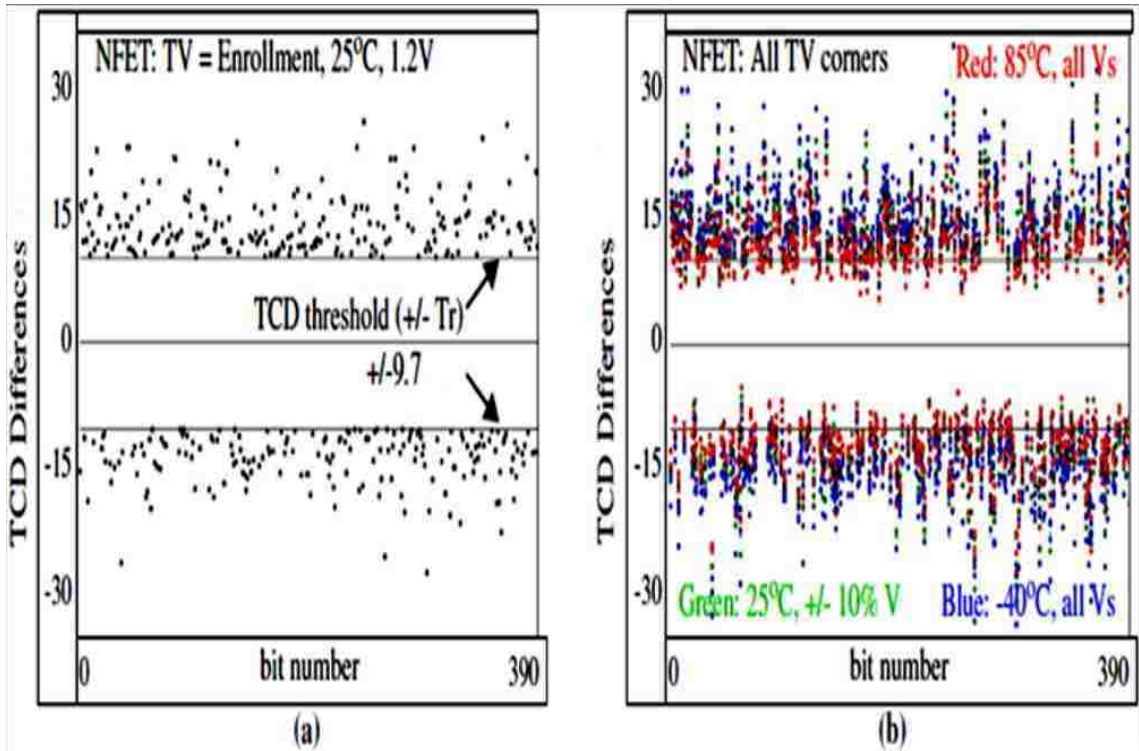 NFET: TV = Enrollment, 25°C, 1.2V
30
15
0
-15
-30
TCD Differences
TCD threshold (+/- Tr)
+/-9.7
0 bit number 390
(a)
NFET: All TV corners
Red: 85°C, all Vs
30
15
0
-15
-30
TCD Differences
Green: 25°C, +/- 10% V
Blue: -40°C, all Vs
0 bit number 390
(b)